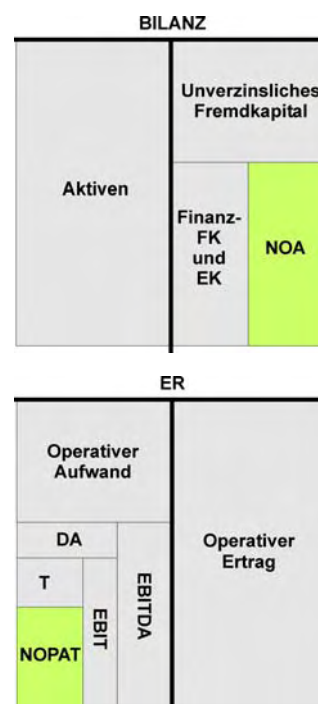 BILANZ
Aktiven
Unverzinsliches
Fremdkapital
Finanz-
FK
und
EK
NOA
ER
Operativer
Aufwand
DA
T
NOPAT
EBIT
EBITDA
Operativer
Ertrag